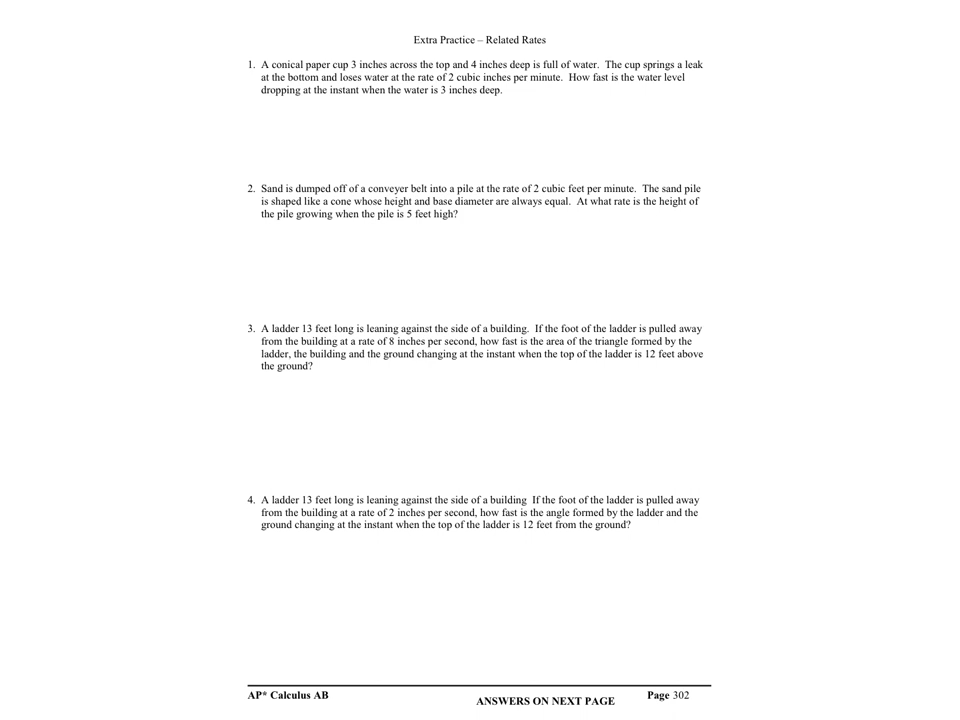 Extra Practice – Related Rates
1. A conical paper cup 3 inches across the top and 4 inches deep is full of water. The cup springs a leak
at the bottom and loses water at the rate of 2 cubic inches per minute. How fast is the water level
dropping at the instant when the water is 3 inches deep.
2. Sand is dumped off of a conveyer belt into a pile at the rate of 2 cubic feet per minute. The sand pile
is shaped like a cone whose height and base diameter are always equal. At what rate is the height of
the pile growing when the pile is 5 feet high?
3. A ladder 13 feet long is leaning against the side of a building. If the foot of the ladder is pulled away
from the building at a rate of 8 inches per second, how fast is the area of the triangle formed by the
ladder, the building and the ground changing at the instant when the top of the ladder is 12 feet above
the ground?
4. A ladder 13 feet long is leaning against the side of a building If the foot of the ladder is pulled away
from the building at a rate of 2 inches per second, how fast is the angle formed by the ladder and the
ground changing at the instant when the top of the ladder is 12 feet from the ground?
AP* Calculus AB
ANSWERS ON NEXT PAGE
Page 302